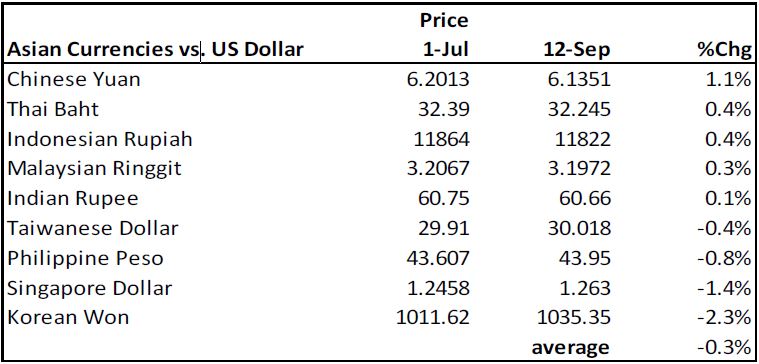 Price
Asian Currencies vs. US Dollar 1-Jul 12-Sep %Chg
Chinese Yuan 6.2013 6.1351 1.1%
Thai Baht 32.39 32.245 0.4%
Indonesian Rupiah 11864 11822 0.4%
Malaysian Ringgit 3.2067 3.1972 0.3%
Indian Rupee 60.75 60.66 0.1%
Taiwanese Dollar 29.91 30.018 -0.4%
Philippine Peso 43.607 43.95 -0.8%
Singapore Dollar 1.2458 1.263 -1.4%
Korean Won 1011.62 1035.35 -2.3%
average -0.3%